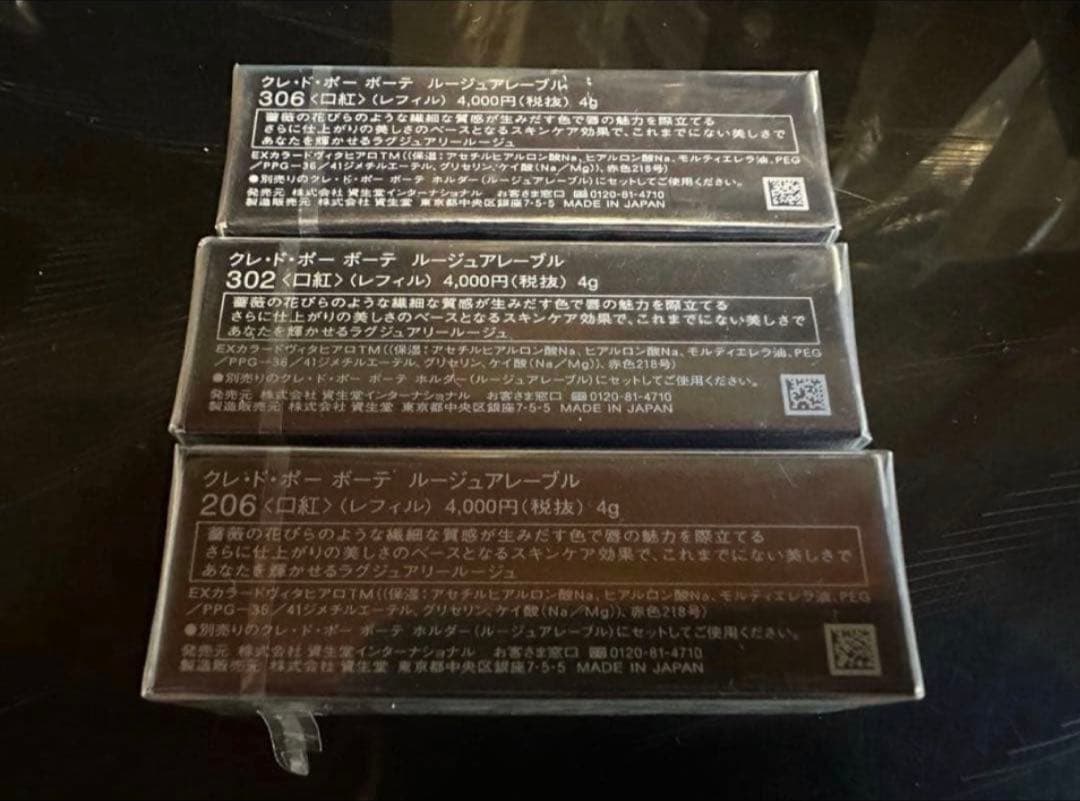 クレ・ド・ポー ボーテ ルージュアレーブル
306〈口紅〉(レフィル) 4,000円(税抜) 4g
薔薇の花びらのような繊細な質感が生みだす色で唇の魅力を際立てる
さらに仕上がりの美しさのベースとなるスキンケア効果で、これまでにない美しさで
あなたを輝かせるラグジュアリールージュ
EXカラードヴィタヒアロTM((保湿：アセチルヒアルロン酸Na、ヒアルロン酸Na、モルティエレラ油、PEG
/PPG-36/41ジメチルエーテル、グリセリン、ケイ酸(Na/Mg))、赤色218号)
●別売りのクレ・ド・ポー ボーテ ホルダー(ルージュアレーブル)にセットしてご使用ください。
発売元 株式会社 資生堂インターナショナル お客さま窓口 0120-81-4710
製造販売元 株式会社 資生堂 東京都中央区銀座7-5-5 MADE IN JAPAN
クレ・ド・ポー ボーテ ルージュアレーブル
302〈口紅〉(レフィル) 4,000円(税抜) 4g
薔薇の花びらのような繊細な質感が生みだす色で唇の魅力を際立てる
さらに仕上がりの美しさのベースとなるスキンケア効果で、これまでにない美しさで
あなたを輝かせるラグジュアリールージュ
EXカラードヴィタヒアロTM((保湿：アセチルヒアルロン酸Na、ヒアルロン酸Na、モルティエレラ油、PEG
/PPG-36/41ジメチルエーテル、グリセリン、ケイ酸(Na/Mg))、赤色218号)
●別売りのクレ・ド・ポー ボーテ ホルダー(ルージュアレーブル)にセットしてご使用ください。
発売元 株式会社 資生堂インターナショナル お客さま窓口 0120-81-4710
製造販売元 株式会社 資生堂 東京都中央区銀座7-5-5 MADE IN JAPAN
クレ・ド・ポー ボーテ ルージュアレーブル
206〈口紅〉(レフィル) 4,000円(税抜) 4g
薔薇の花びらのような繊細な質感が生みだす色で唇の魅力を際立てる
さらに仕上がりの美しさのベースとなるスキンケア効果で、これまでにない美しさで
あなたを輝かせるラグジュアリールージュ
EXカラードヴィタヒアロTM((保湿：アセチルヒアルロン酸Na、ヒアルロン酸Na、モルティエレラ油、PEG
/PPG-36/41ジメチルエーテル、グリセリン、ケイ酸(Na/Mg))、赤色218号)
●別売りのクレ・ド・ポー ボーテ ホルダー(ルージュアレーブル)にセットしてご使用ください。
発売元 株式会社 資生堂インターナショナル お客さま窓口 0120-81-4710
製造販売元 株式会社 資生堂 東京都中央区銀座7-5-5 MADE IN JAPAN